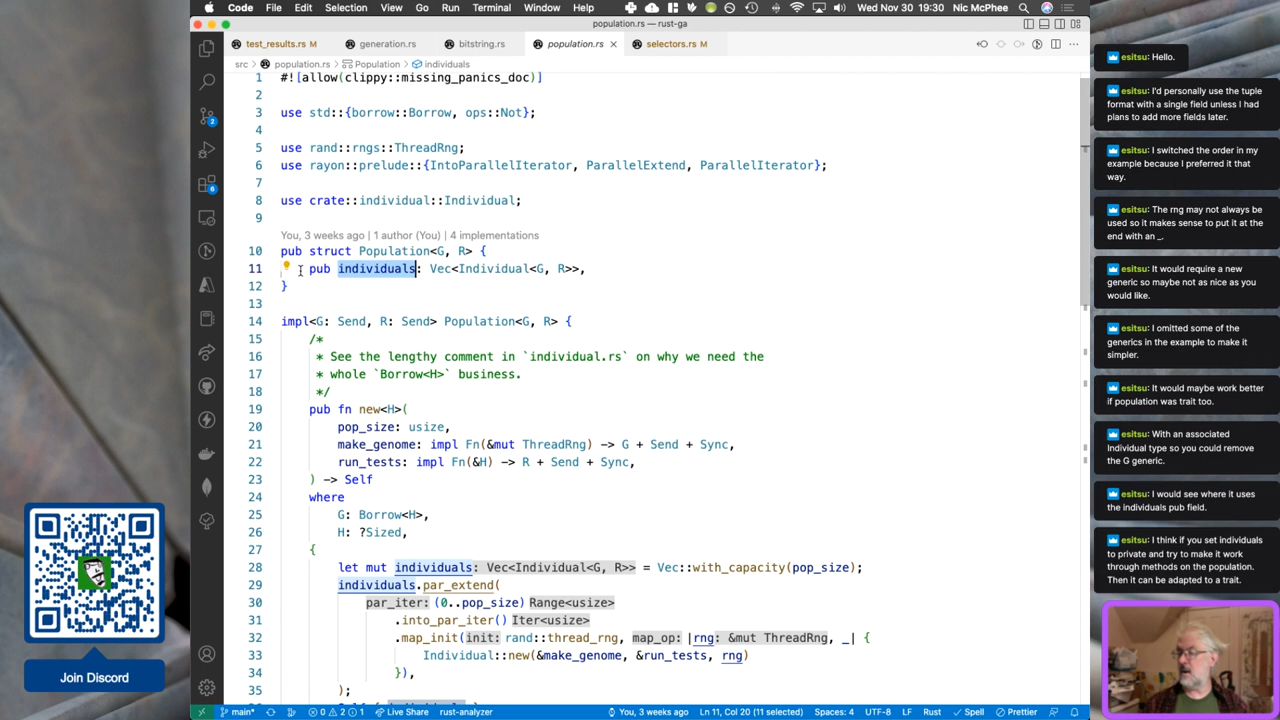 Code File Edit Selection View Go Run Terminal Window Help
Wed Nov 30 19:30 Nic McPhee
population.rs — rust-ga
test_results.rs M
generation.rs
bitstring.rs
population.rs
selectors.rs M
src > population.rs > Population > individuals
1 #![allow(clippy::missing_panics_doc)]
2
3 use std::{borrow::Borrow, ops::Not};
4
5 use rand::rngs::ThreadRng;
6 use rayon::prelude::{IntoParallelIterator, ParallelExtend, ParallelIterator};
7
8 use crate::individual::Individual;
9
You, 3 weeks ago | 1 author (You) | 4 implementations
10 pub struct Population<G, R> {
11 pub individuals: Vec<Individual<G, R>>,
12 }
13
14 impl<G: Send, R: Send> Population<G, R> {
15 /*
16 * See the lengthy comment in `individual.rs` on why we need the
17 * whole `Borrow<H>` business.
18 */
19 pub fn new<H>(
20 pop_size: usize,
21 make_genome: impl Fn(&mut ThreadRng) -> G + Send + Sync,
22 run_tests: impl Fn(&H) -> R + Send + Sync,
23 ) -> Self
24 where
25 G: Borrow<H>,
26 H: ?Sized,
27 {
28 let mut individuals: Vec<Individual<G, R>> = Vec::with_capacity(pop_size);
29 individuals.par_extend(
30 par_iter: (0..pop_size) Range<usize>
31 .into_par_iter() Iter<usize>
32 .map_init(init: rand::thread_rng, map_op: |rng: &mut ThreadRng, _| {
33 Individual::new(&make_genome, &run_tests, rng)
34 }),
35 );
2
6
main*
0 2 1
Live Share
rust-analyzer
You, 3 weeks ago
Ln 11, Col 20 (11 selected)
Spaces: 4
UTF-8
LF
Rust
Spell
Prettier
Join Discord
esitsu: Hello.
esitsu: I'd personally use the tuple
format with a single field unless I had
plans to add more fields later.
esitsu: I switched the order in my
example because I preferred it that
way.
esitsu: The rng may not always be
used so it makes sense to put it at the
end with an _.
esitsu: It would require a new
generic so maybe not as nice as you
would like.
esitsu: I omitted some of the
generics in the example to make it
simpler.
esitsu: It would maybe work better
if population was trait too.
esitsu: With an associated
Individual type so you could remove
the G generic.
esitsu: I would see where it uses
the individuals pub field.
esitsu: I think if you set individuals
to private and try to make it work
through methods on the population.
Then it can be adapted to a trait.